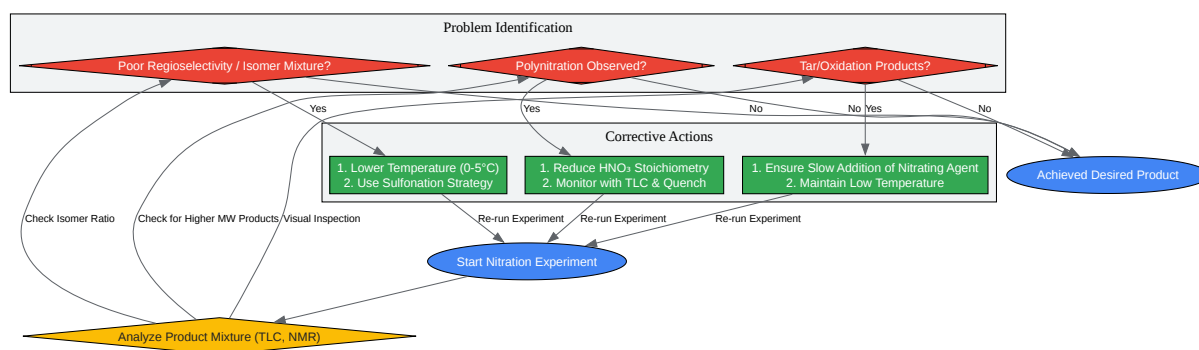 Problem Identification
Poor Regioselectivity / Isomer Mixture?
Polynitration Observed?
Tar/Oxidation Products?
Yes
Yes
No
No
Yes
No
Corrective Actions
1. Lower Temperature (0-5°C)
2. Use Sulfonation Strategy
1. Reduce HNO₃ Stoichiometry
2. Monitor with TLC & Quench
1. Ensure Slow Addition of Nitrating Agent
2. Maintain Low Temperature
Achieved Desired Product
Check Isomer Ratio
Check for Higher MW Products
Visual Inspection
Re-run Experiment
Re-run Experiment
Re-run Experiment
Start Nitration Experiment
Analyze Product Mixture (TLC, NMR)